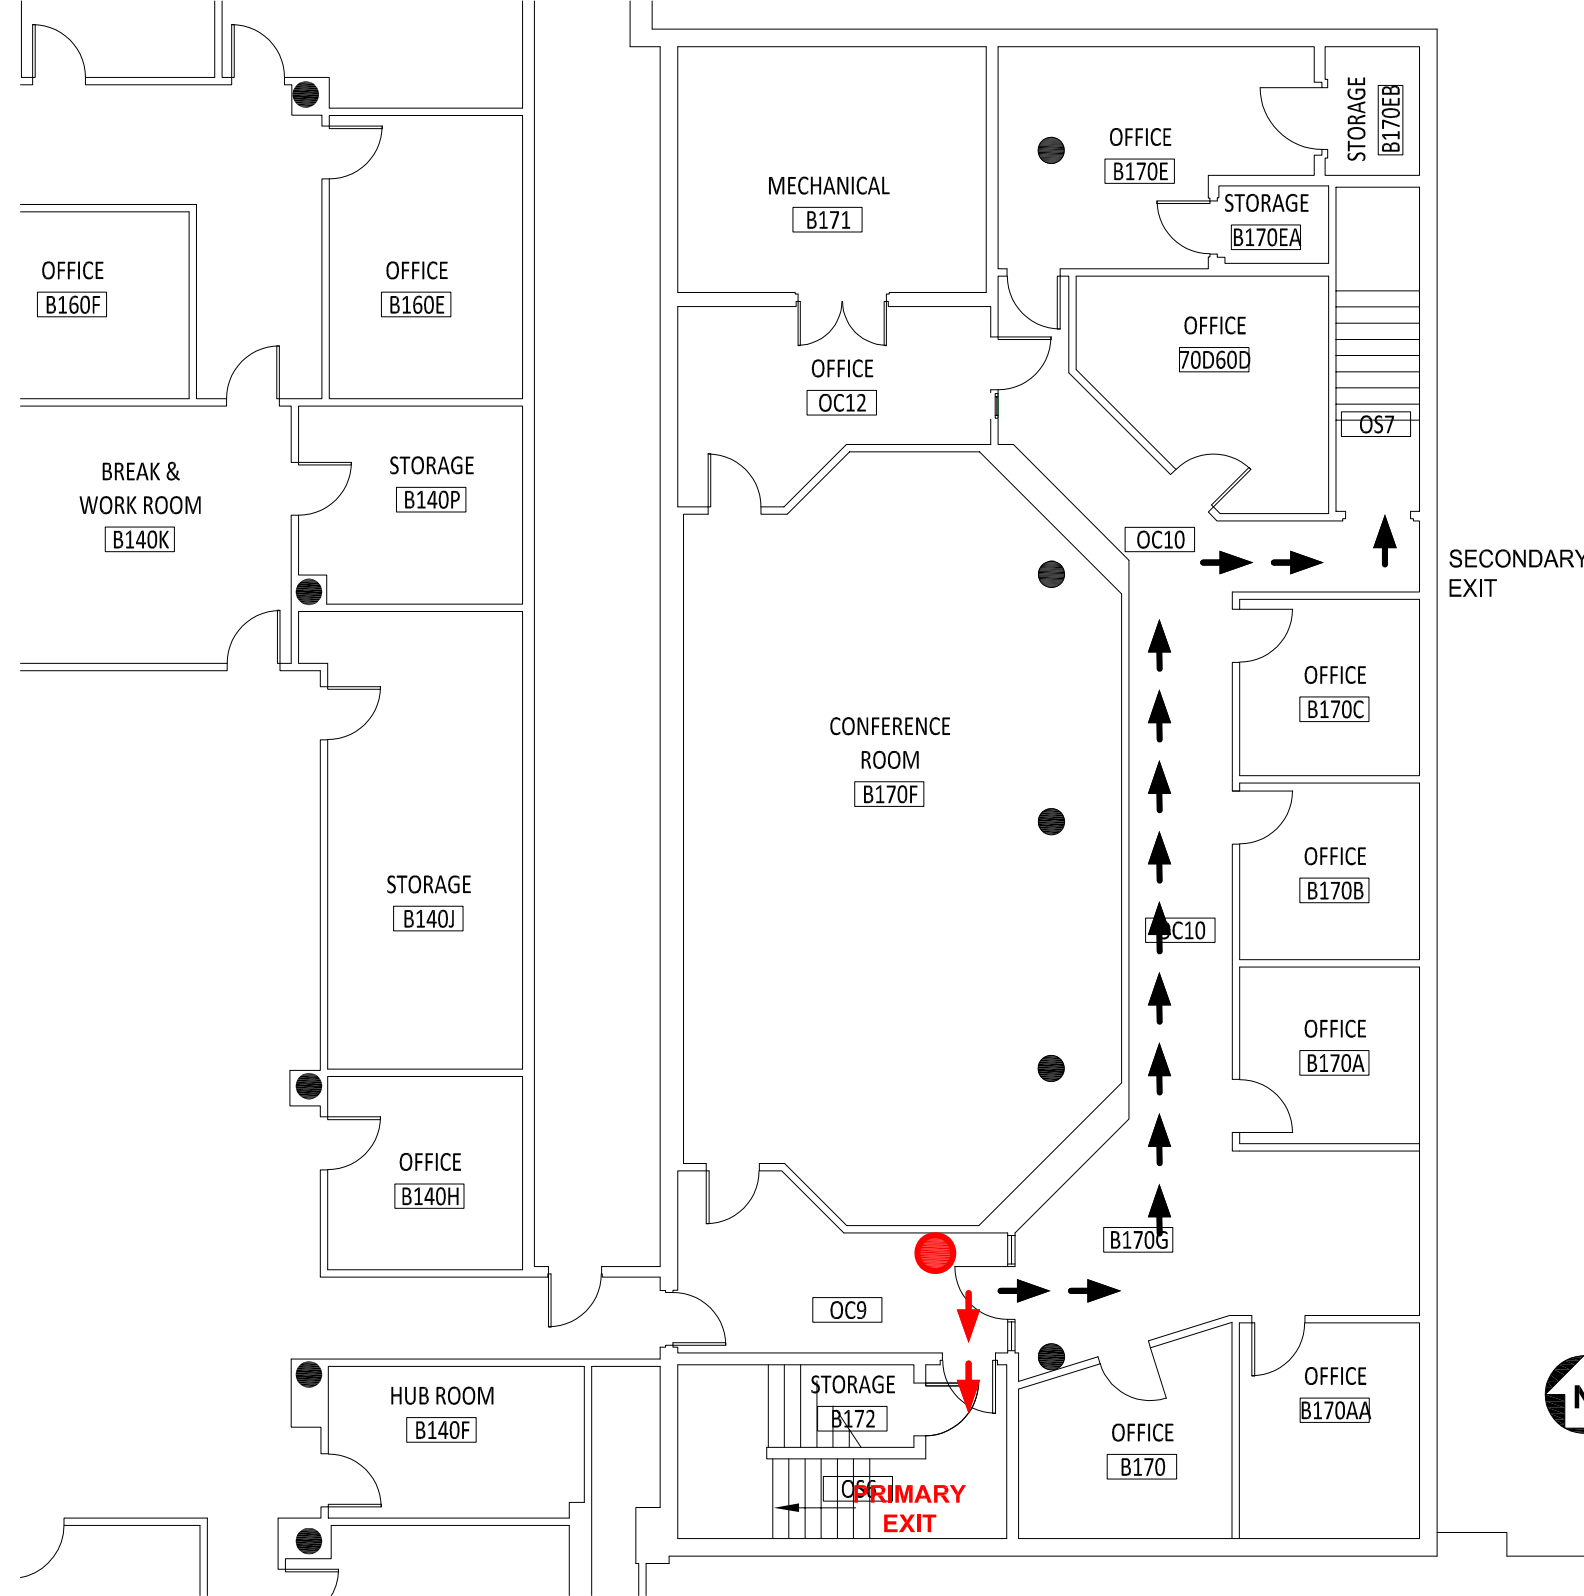 STORAGE
B170EB
OFFICE
B170E
MECHANICAL
B171
STORAGE
B170EA
OFFICE
B160F
OFFICE
B160E
OFFICE
70D60D
OFFICE
OC12
OS7
BREAK &
WORK ROOM
B140K
STORAGE
B140P
OC10
SECONDARY
EXIT
OFFICE
B170C
CONFERENCE
ROOM
B170F
OFFICE
B170B
STORAGE
B140J
OC10
OFFICE
B170A
OFFICE
B140H
B170G
OC9
STORAGE
B172
HUB ROOM
B140F
OFFICE
B170AA
OFFICE
B170
OS6
PRIMARY
EXIT
N